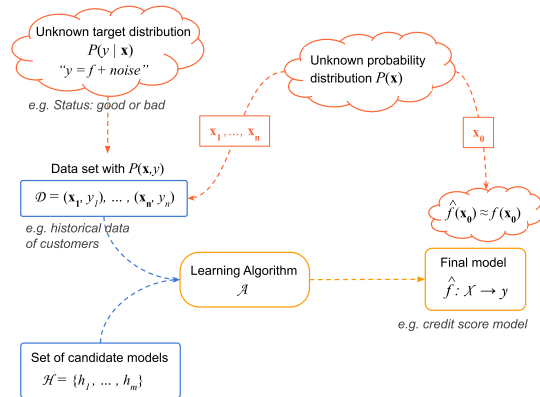 Unknown target distribution
P(y | x)
“y = f + noise”
e.g. Status: good or bad
Unknown probability
distribution P(x)
x₁ , … , xₙ
x₀
Data set with P(x,y)
𝒟 = (x₁, y₁), … , (xₙ, yₙ)
e.g. historical data
of customers
f̂(x₀) ≈ f(x₀)
Learning Algorithm
𝒜
Final model
f̂ : 𝒳 → y
e.g. credit score model
Set of candidate models
ℋ = {h₁, … , hₘ}